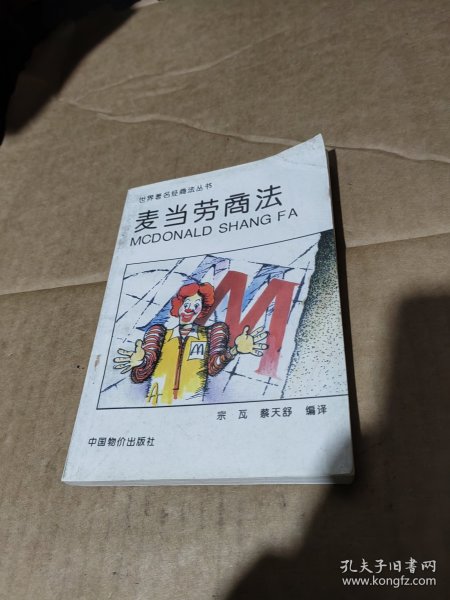 世界著名经商法丛书
麦当劳商法
MCDONALD SHANG FA
M
M
A
宗瓦 蔡天舒 编译
中国物价出版社
孔夫子旧书网
www.kongfz.com